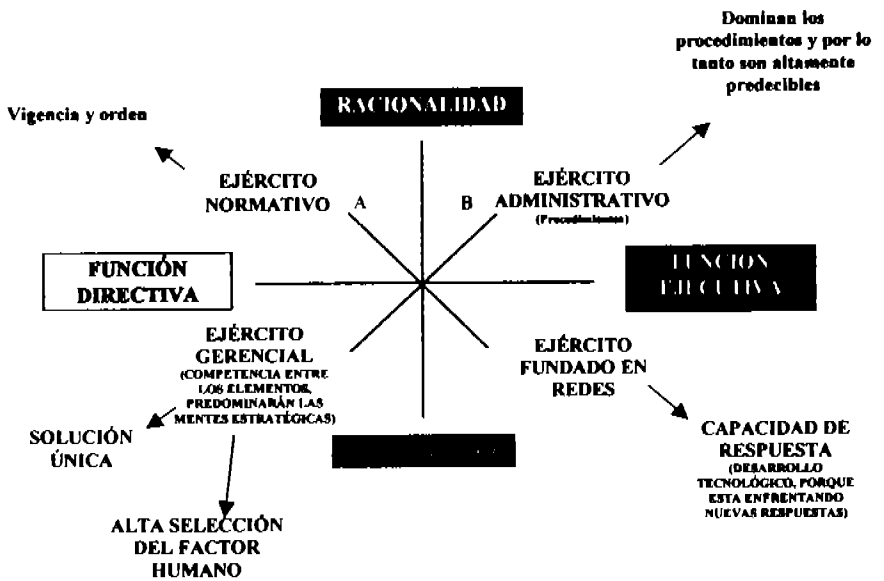 Dominan los
procedimientos y por lo
tanto son altamente
predecibles
RACIONALIDAD
Vigencia y orden
EJÉRCITO
NORMATIVO
A
B
EJÉRCITO
ADMINISTRATIVO
(Procedimientos)
FUNCIÓN
DIRECTIVA
FUNCION
EJECUTIVA
EJÉRCITO
GERENCIAL
(COMPETENCIA ENTRE
LOS ELEMENTOS,
PREDOMINARÁN LAS
MENTES ESTRATÉGICAS)
EJÉRCITO
FUNDADO EN
REDES
SOLUCIÓN
ÚNICA
CAPACIDAD DE
RESPUESTA
(DESARROLLO
TECNOLÓGICO, PORQUE
ESTA ENFRENTANDO
NUEVAS RESPUESTAS)
ALTA SELECCIÓN
DEL FACTOR
HUMANO